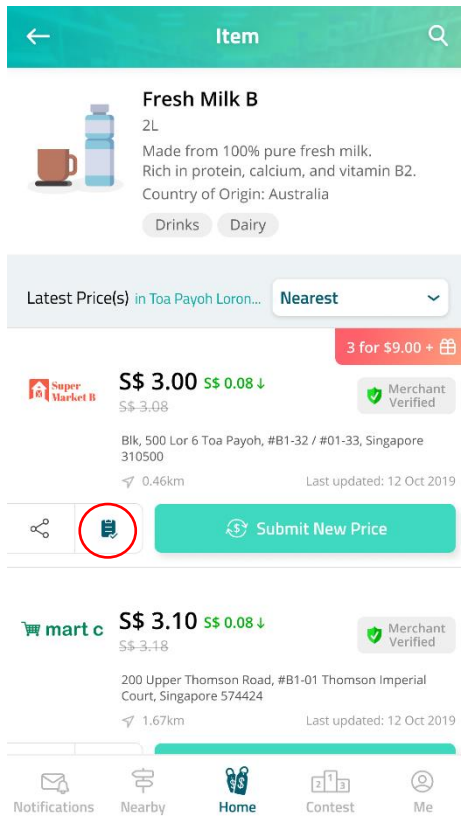 Item
Fresh Milk B
2L
Made from 100% pure fresh milk.
Rich in protein, calcium, and vitamin B2.
Country of Origin: Australia
Drinks Dairy
Latest Price(s) in Toa Payoh Loron... Nearest
3 for $9.00 +
Super
Market B
S$ 3.00 S$ 0.08↓
S$ 3.08
Merchant
Verified
Blk, 500 Lor 6 Toa Payoh, #B1-32 / #01-33, Singapore
310500
0.46km Last updated: 12 Oct 2019
Submit New Price
mart c
S$ 3.10 S$ 0.08↓
S$ 3.18
Merchant
Verified
200 Upper Thomson Road, #B1-01 Thomson Imperial
Court, Singapore 574424
1.67km Last updated: 12 Oct 2019
2 1 3
Notifications Nearby Home Contest Me